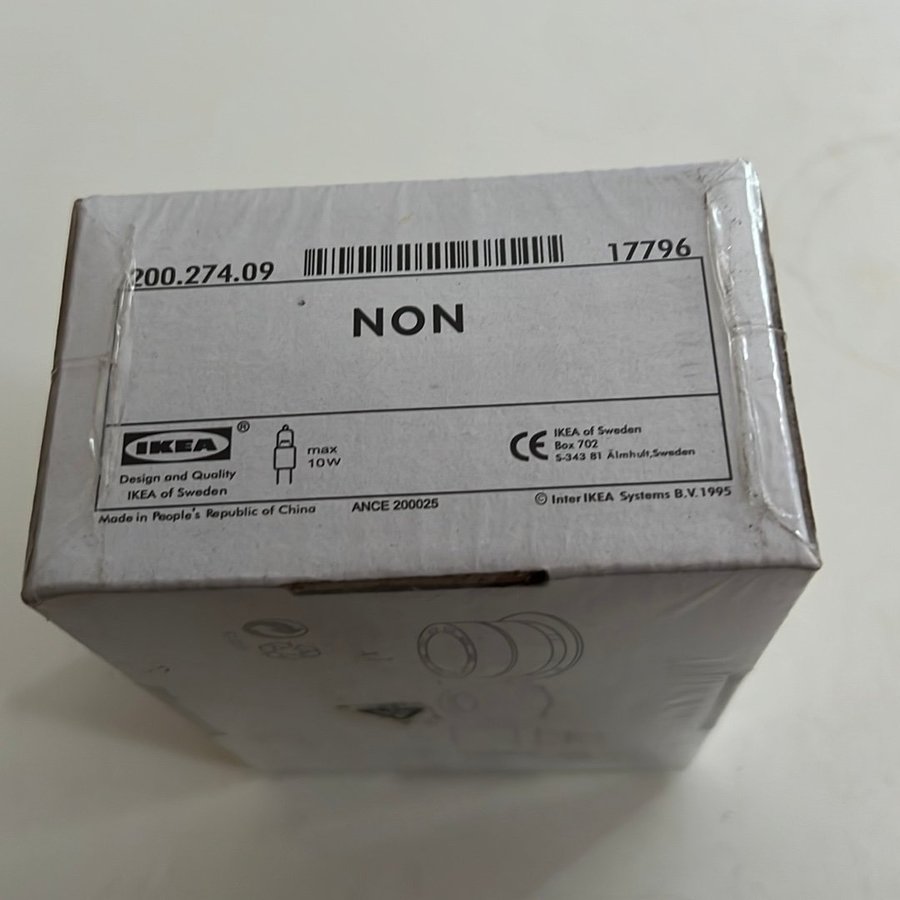 200.274.09 17796
NON
IKEA®
Design and Quality
IKEA of Sweden
max
10W
CE
IKEA of Sweden
Box 702
S-343 81 Älmhult,Sweden
Made in People's Republic of China
ANCE 200025
© Inter IKEA Systems B.V. 1995